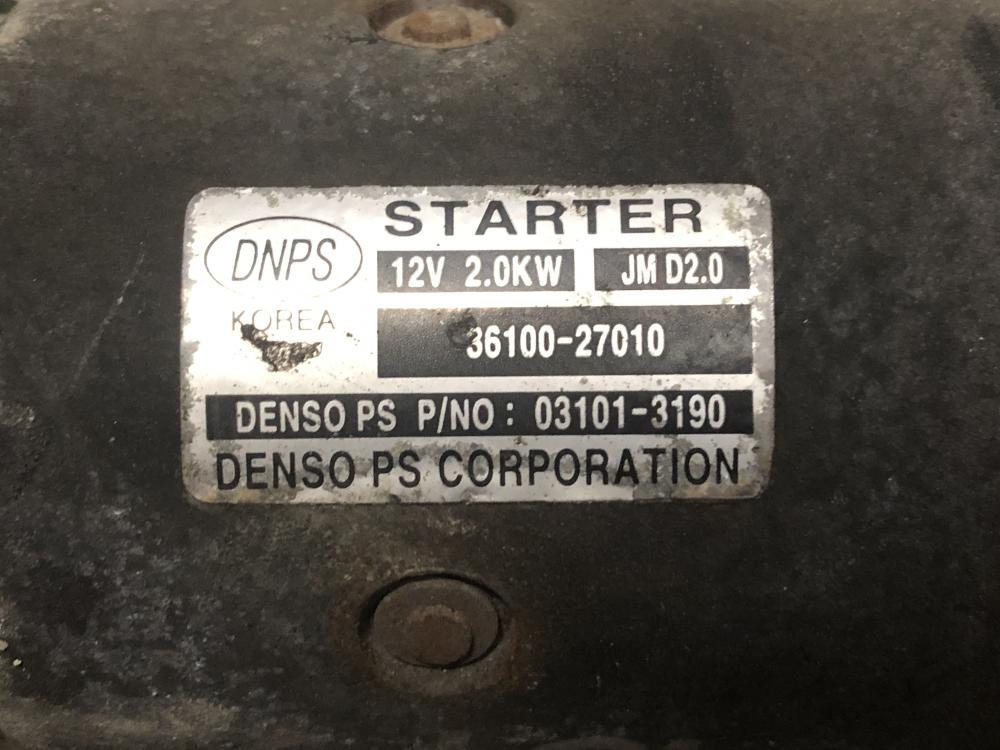 STARTER
DNPS
12V 2.0KW
JM D2.0
KOREA
36100-27010
DENSO PS P/NO: 03101-3190
DENSO PS CORPORATION